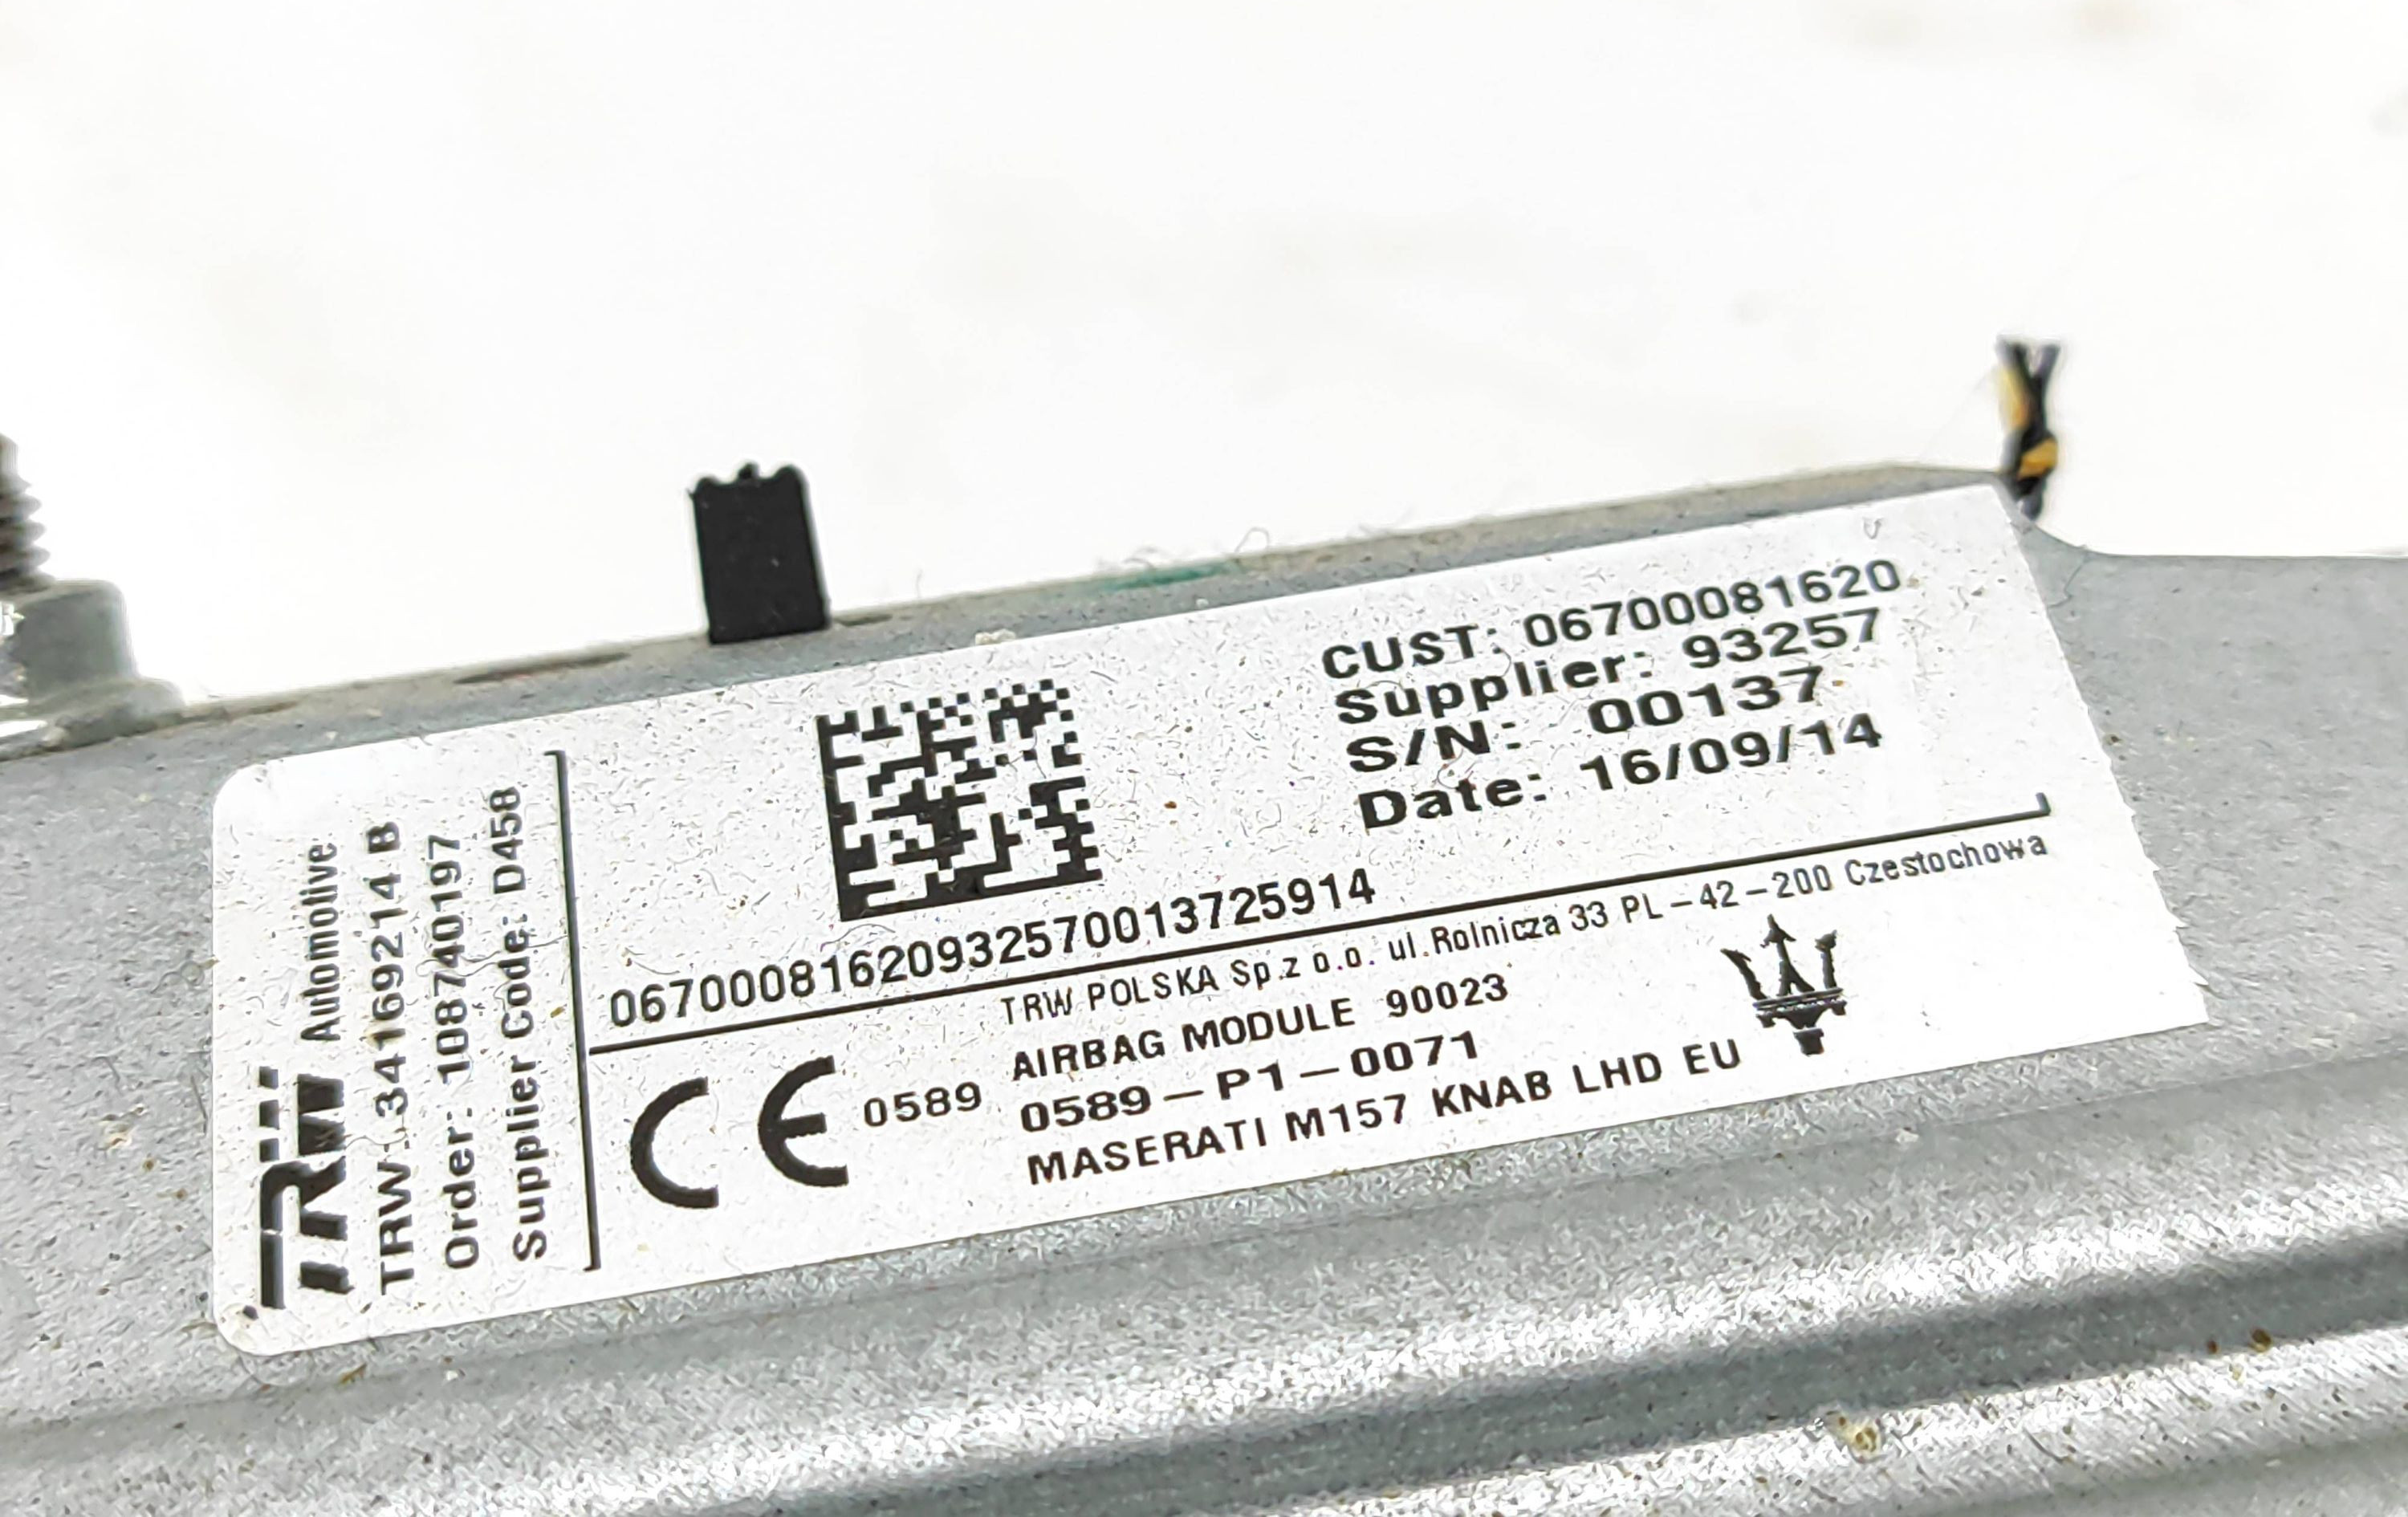 TRW Automotive
TRW 34169214 B
Order: 1087740197
Supplier Code: D458
CUST: 06700081620
Supplier: 93257
S/N: 00137
Date: 16/09/14
06700081620932570013725914
TRW POLSKA Sp.z o.o. ul.Rolnicza 33 PL-42-200 Czestochowa
CE 0589
AIRBAG MODULE 90023
0589-P1-0071
MASERATI M157 KNAB LHD EU